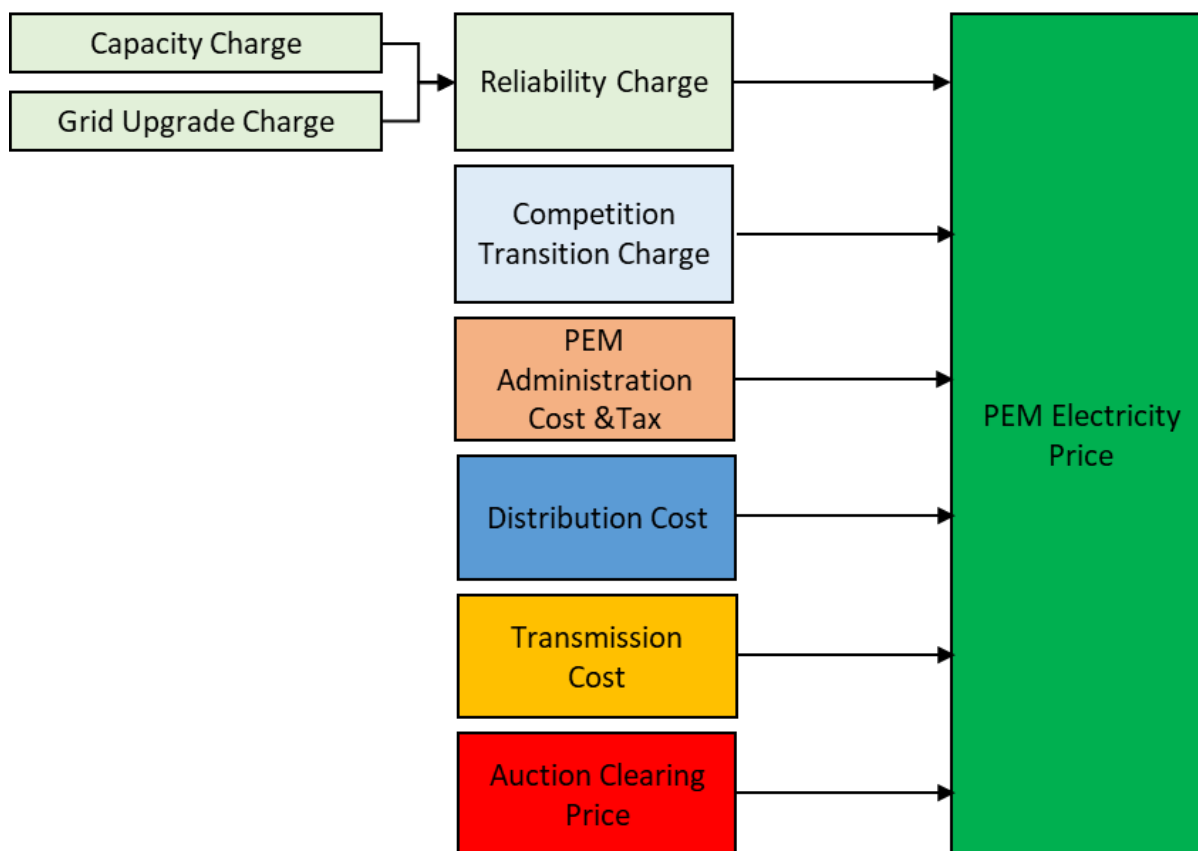 Capacity Charge
Grid Upgrade Charge
Reliability Charge
Competition
Transition Charge
PEM
Administration
Cost &Tax
Distribution Cost
Transmission
Cost
Auction Clearing
Price
PEM Electricity
Price